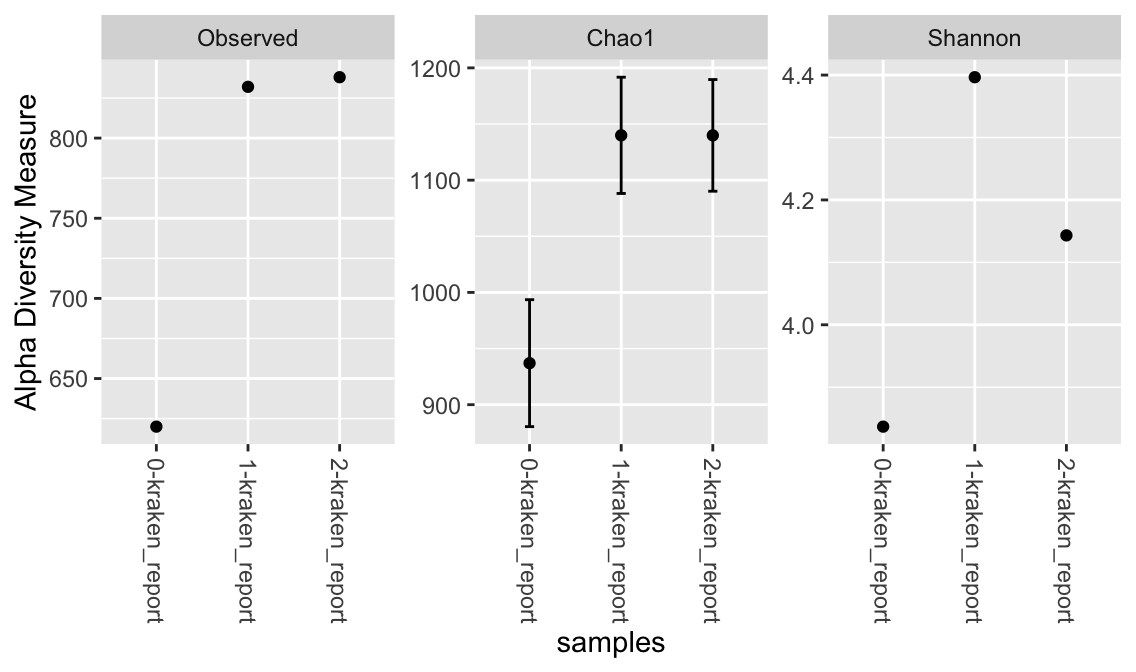 Observed
Chao1
Shannon
Alpha Diversity Measure
800
750
700
650
1200
1100
1000
900
4.4
4.2
4.0
0-kraken_report
1-kraken_report
2-kraken_report
0-kraken_report
1-kraken_report
2-kraken_report
0-kraken_report
1-kraken_report
2-kraken_report
samples